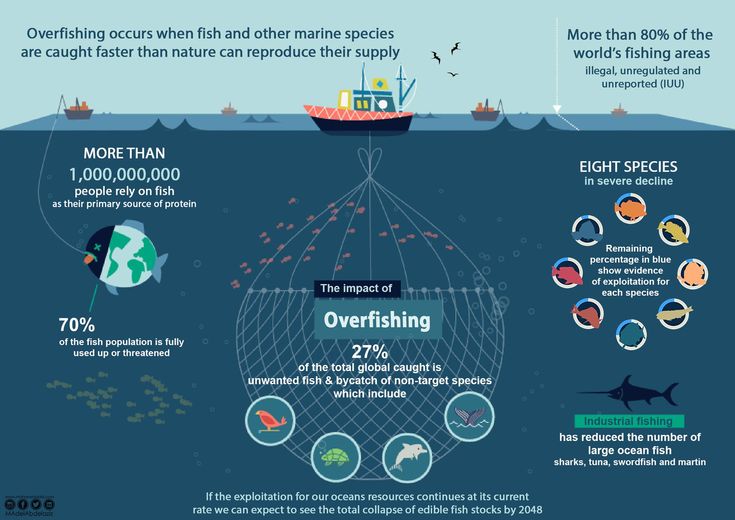 Overfishing occurs when fish and other marine species
are caught faster than nature can reproduce their supply
More than 80% of the
world's fishing areas
illegal, unregulated and
unreported (IUU)
MORE THAN
1,000,000,000
people rely on fish
as their primary source of protein
EIGHT SPECIES
in severe decline
Remaining
percentage in blue
show evidence
of exploitation for
each species
The impact of
Overfishing
70%
of the fish population is fully
used up or threatened
27%
of the total global caught is
unwanted fish & bycatch of non-target species
which include
Industrial fishing
has reduced the number of
large ocean fish
sharks, tuna, swordfish and martin
MAdelAbdelaziz
If the exploitation for our oceans resources continues at its current
rate we can expect to see the total collapse of edible fish stocks by 2048